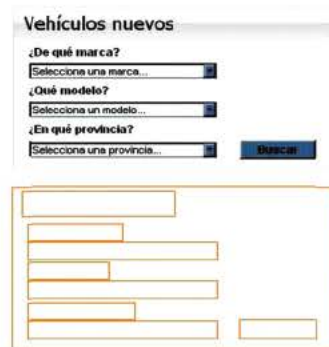 Vehículos nuevos
¿De qué marca?
Selecciona una marca...
¿Qué modelo?
Selecciona un modelo...
¿En qué provincia?
Selecciona una provincia... Buscar